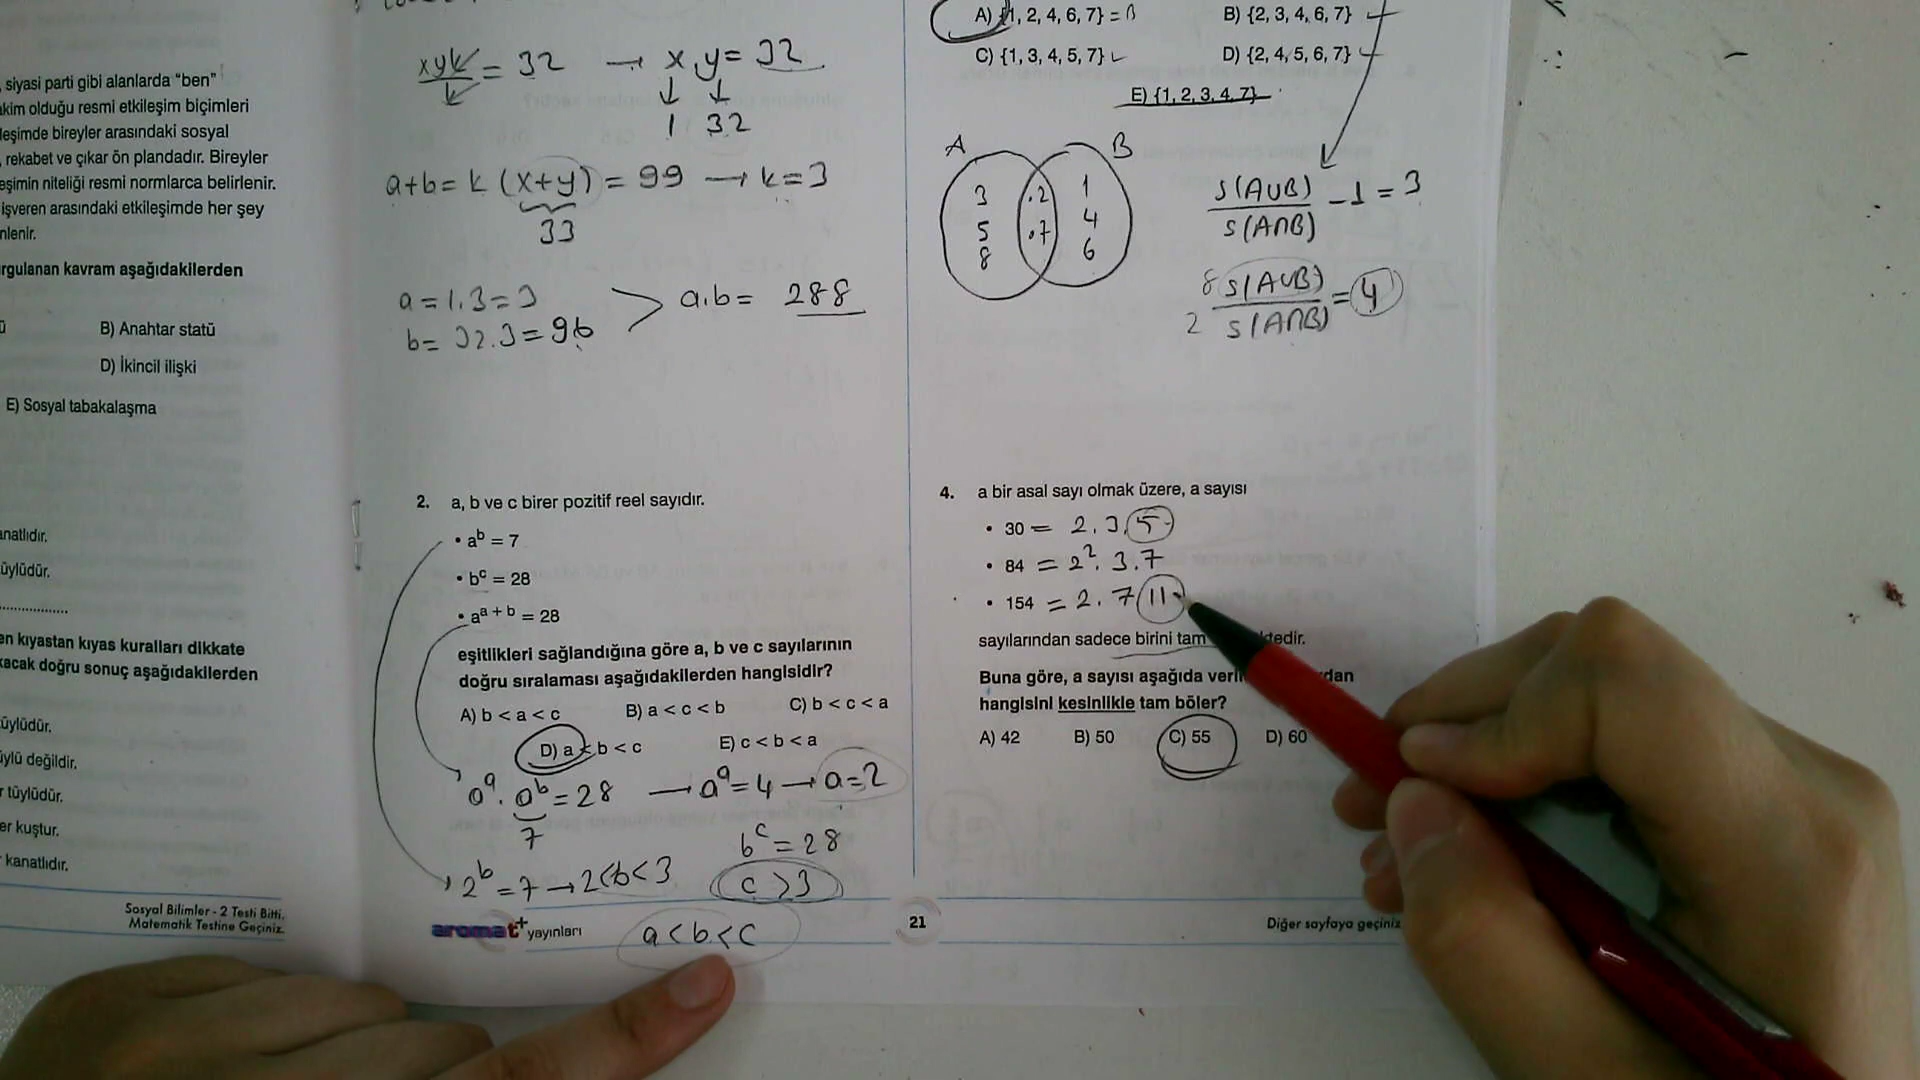 , siyasi parti gibi alanlarda “ben”
akim olduğu resmi etkileşim biçimleri
leşimde bireyler arasındaki sosyal
, rekabet ve çıkar ön plandadır. Bireyler
eşimin niteliği resmi normlarca belirlenir.
işveren arasındaki etkileşimde her şey
nlenir.
rgulanan kavram aşağıdakilerden
B) Anahtar statü
D) İkincil ilişki
E) Sosyal tabakalaşma
anatlıdır.
üylüdür.
en kıyastan kıyas kuralları dikkate
acak doğru sonuç aşağıdakilerden
üylüdür.
üylü değildir.
r tüylüdür.
er kuştur.
kanatlıdır.
Sosyal Bilimler - 2 Testi Bitti,
Matematik Testine Geçiniz.
xyk = 32 → x.y = 32
1 32
a+b = k (x+y) = 99 → k = 3
33
a = 1.3 = 3
b = 32.3 = 96
a.b = 288
2. a, b ve c birer pozitif reel sayıdır.
• a^b = 7
• b^c = 28
• a^(a + b) = 28
eşitlikleri sağlandığına göre a, b ve c sayılarının
doğru sıralaması aşağıdakilerden hangisidir?
A) b < a < c B) a < c < b C) b < c < a
D) a < b < c E) c < b < a
a^a . a^b = 28 → a^a = 4 → a = 2
7
b^c = 28
2^b = 7 → 2<b<3
c > 3
a < b < c
aromat+ yayınları
21
A) {1, 2, 4, 6, 7} = B B) {2, 3, 4, 6, 7}
C) {1, 3, 4, 5, 7} D) {2, 4, 5, 6, 7}
E) {1, 2, 3, 4, 7}
A B
3 .2 1
5 .7 4
8 6
s(A∪B)/s(A∩B) - 1 = 3
8 s(A∪B)/2 s(A∩B) = 4
4. a bir asal sayı olmak üzere, a sayısı
• 30 = 2.3.5
• 84 = 2². 3.7
• 154 = 2. 7 11
sayılarından sadece birini tam
Buna göre, a sayısı aşağıda
hangisini kesinlikle tam böler?
A) 42 B) 50 C) 55 D) 60
Diğer sayfaya geçiniz